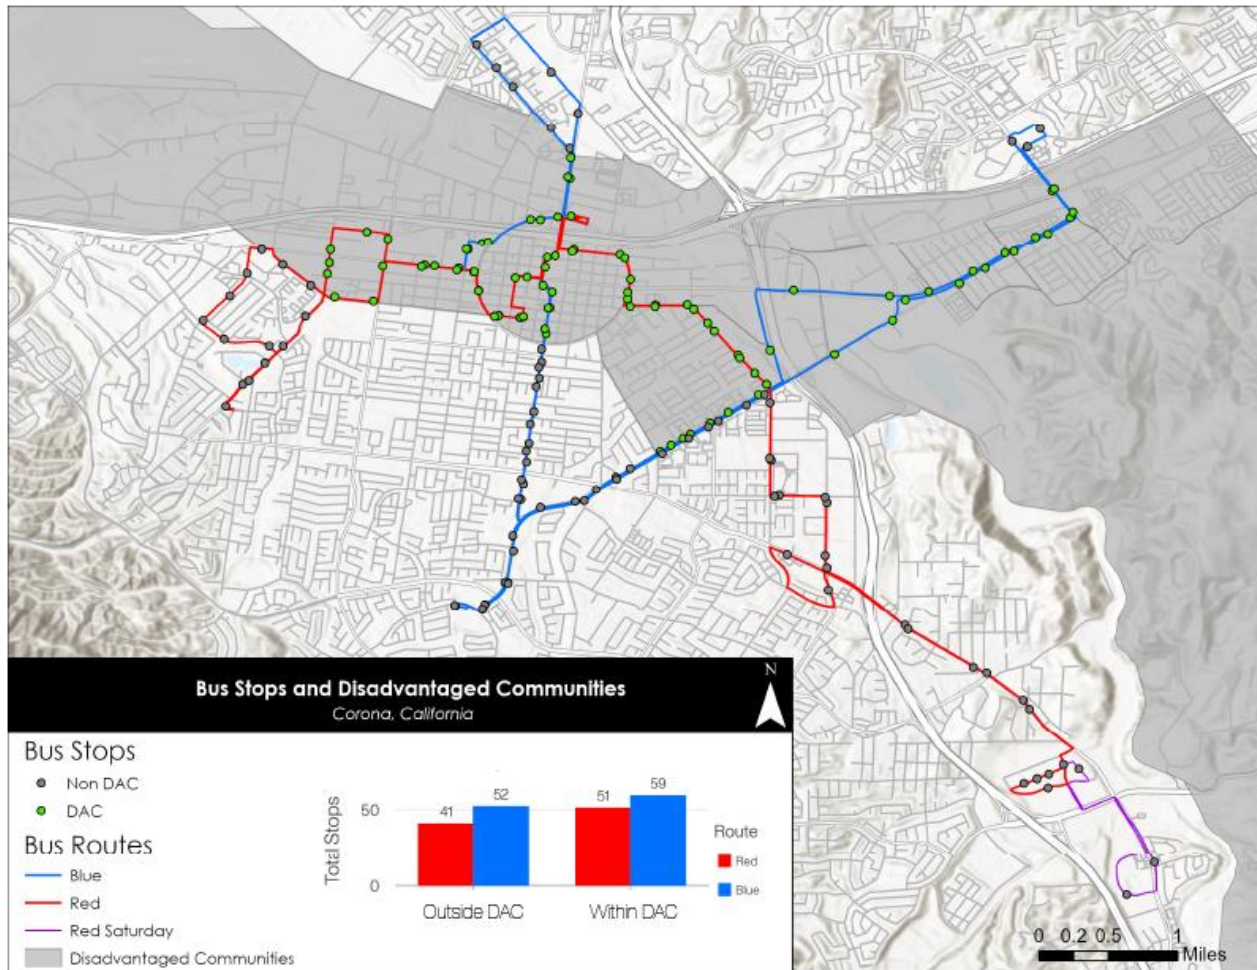 Bus Stops and Disadvantaged Communities
Corona, California
N
Bus Stops
Non DAC
DAC
Bus Routes
Blue
Red
Red Saturday
Disadvantaged Communities
Total Stops
50
0
41
52
51
59
Outside DAC
Within DAC
Route
Red
Blue
0 0.2 0.5 1
Miles